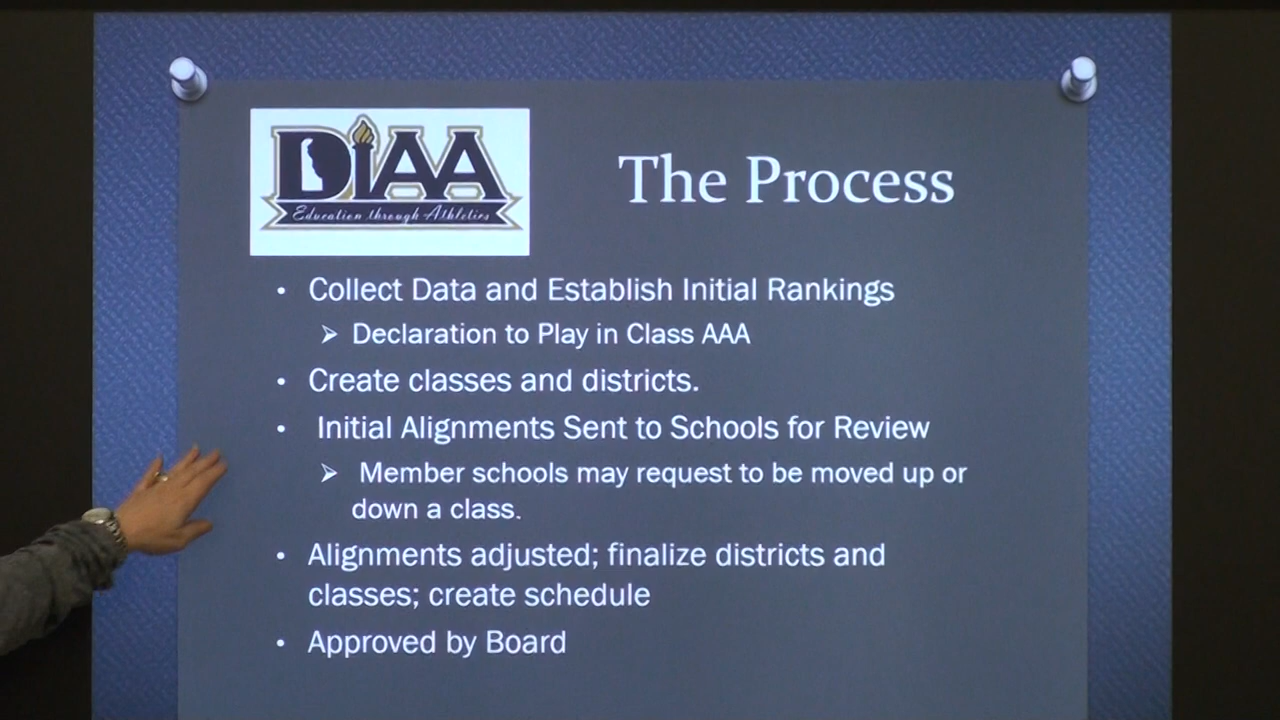 DIAA
Education through Athletics
The Process
• Collect Data and Establish Initial Rankings
➢ Declaration to Play in Class AAA
• Create classes and districts.
• Initial Alignments Sent to Schools for Review
➢ Member schools may request to be moved up or
down a class.
• Alignments adjusted; finalize districts and
classes; create schedule
• Approved by Board